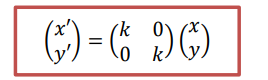 (x′ y′) = (k 0 0 k)(x y)